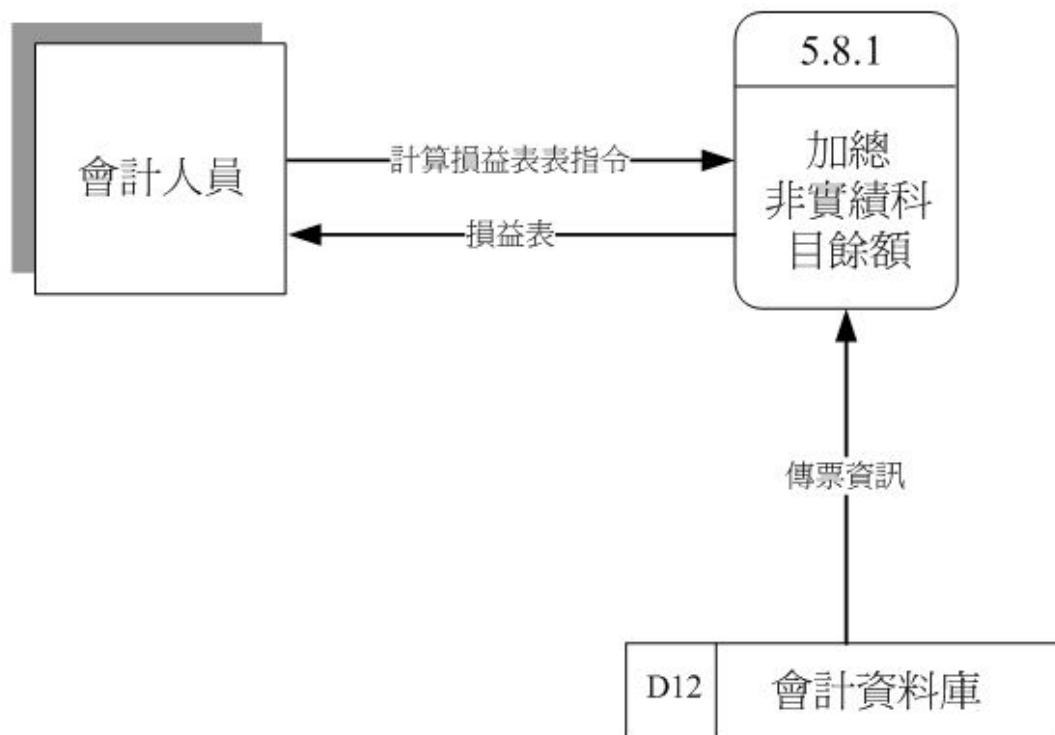 會計人員
計算損益表表指令
損益表
5.8.1
加總
非實績科
目餘額
傳票資訊
D12
會計資料庫